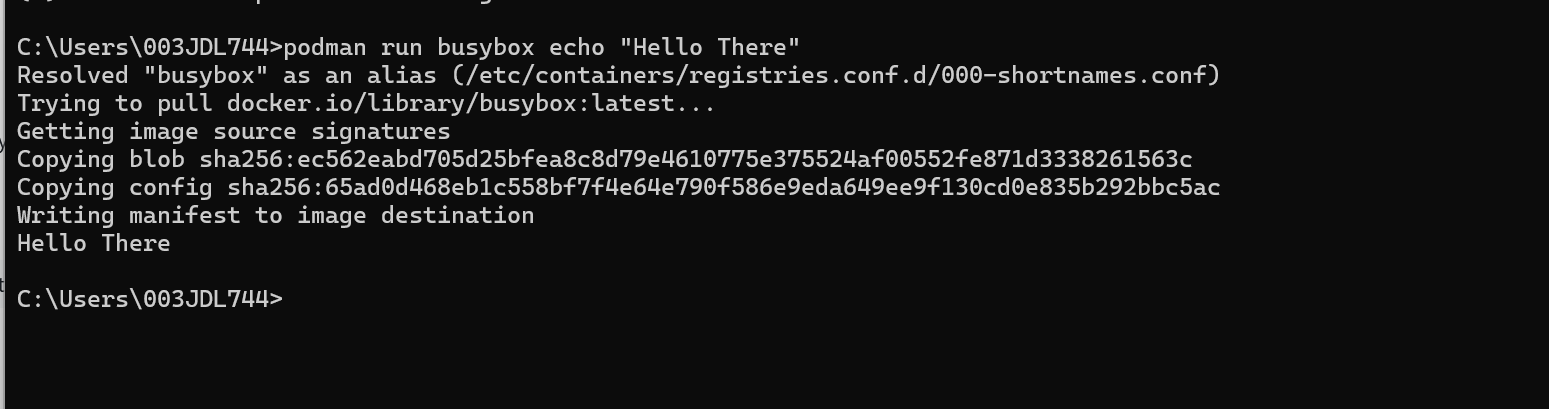 C:\Users\003JDL744>podman run busybox echo "Hello There"
Resolved "busybox" as an alias (/etc/containers/registries.conf.d/000-shortnames.conf)
Trying to pull docker.io/library/busybox:latest...
Getting image source signatures
Copying blob sha256:ec562eabd705d25bfea8c8d79e4610775e375524af00552fe871d3338261563c
Copying config sha256:65ad0d468eb1c558bf7f4e64e790f586e9eda649ee9f130cd0e835b292bbc5ac
Writing manifest to image destination
Hello There
C:\Users\003JDL744>